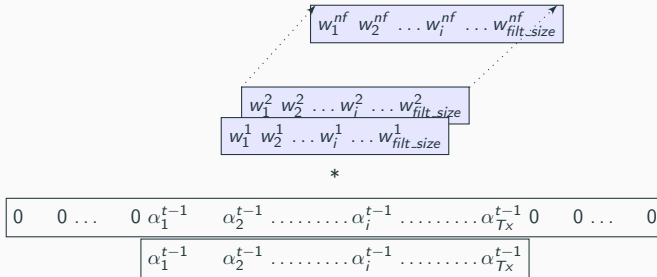 w_1^{nf} w_2^{nf} … w_i^{nf} … w_{filt_size}^{nf}
w_1^2 w_2^2 … w_i^2 … w_{filt_size}^2
w_1^1 w_2^1 … w_i^1 … w_{filt_size}^1
*
0 0 … 0 α_1^{t−1} α_2^{t−1} ……… α_i^{t−1} ……… α_{Tx}^{t−1} 0 0 … 0
α_1^{t−1} α_2^{t−1} ……… α_i^{t−1} ……… α_{Tx}^{t−1}